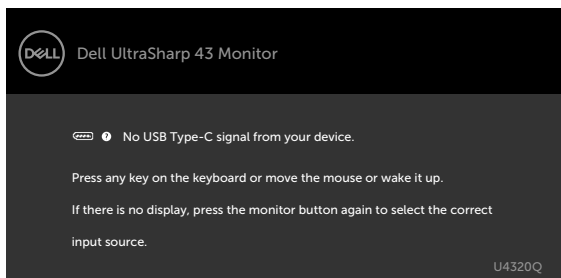 DELL Dell UltraSharp 43 Monitor
? No USB Type-C signal from your device.
Press any key on the keyboard or move the mouse or wake it up.
If there is no display, press the monitor button again to select the correct
input source.
U4320Q